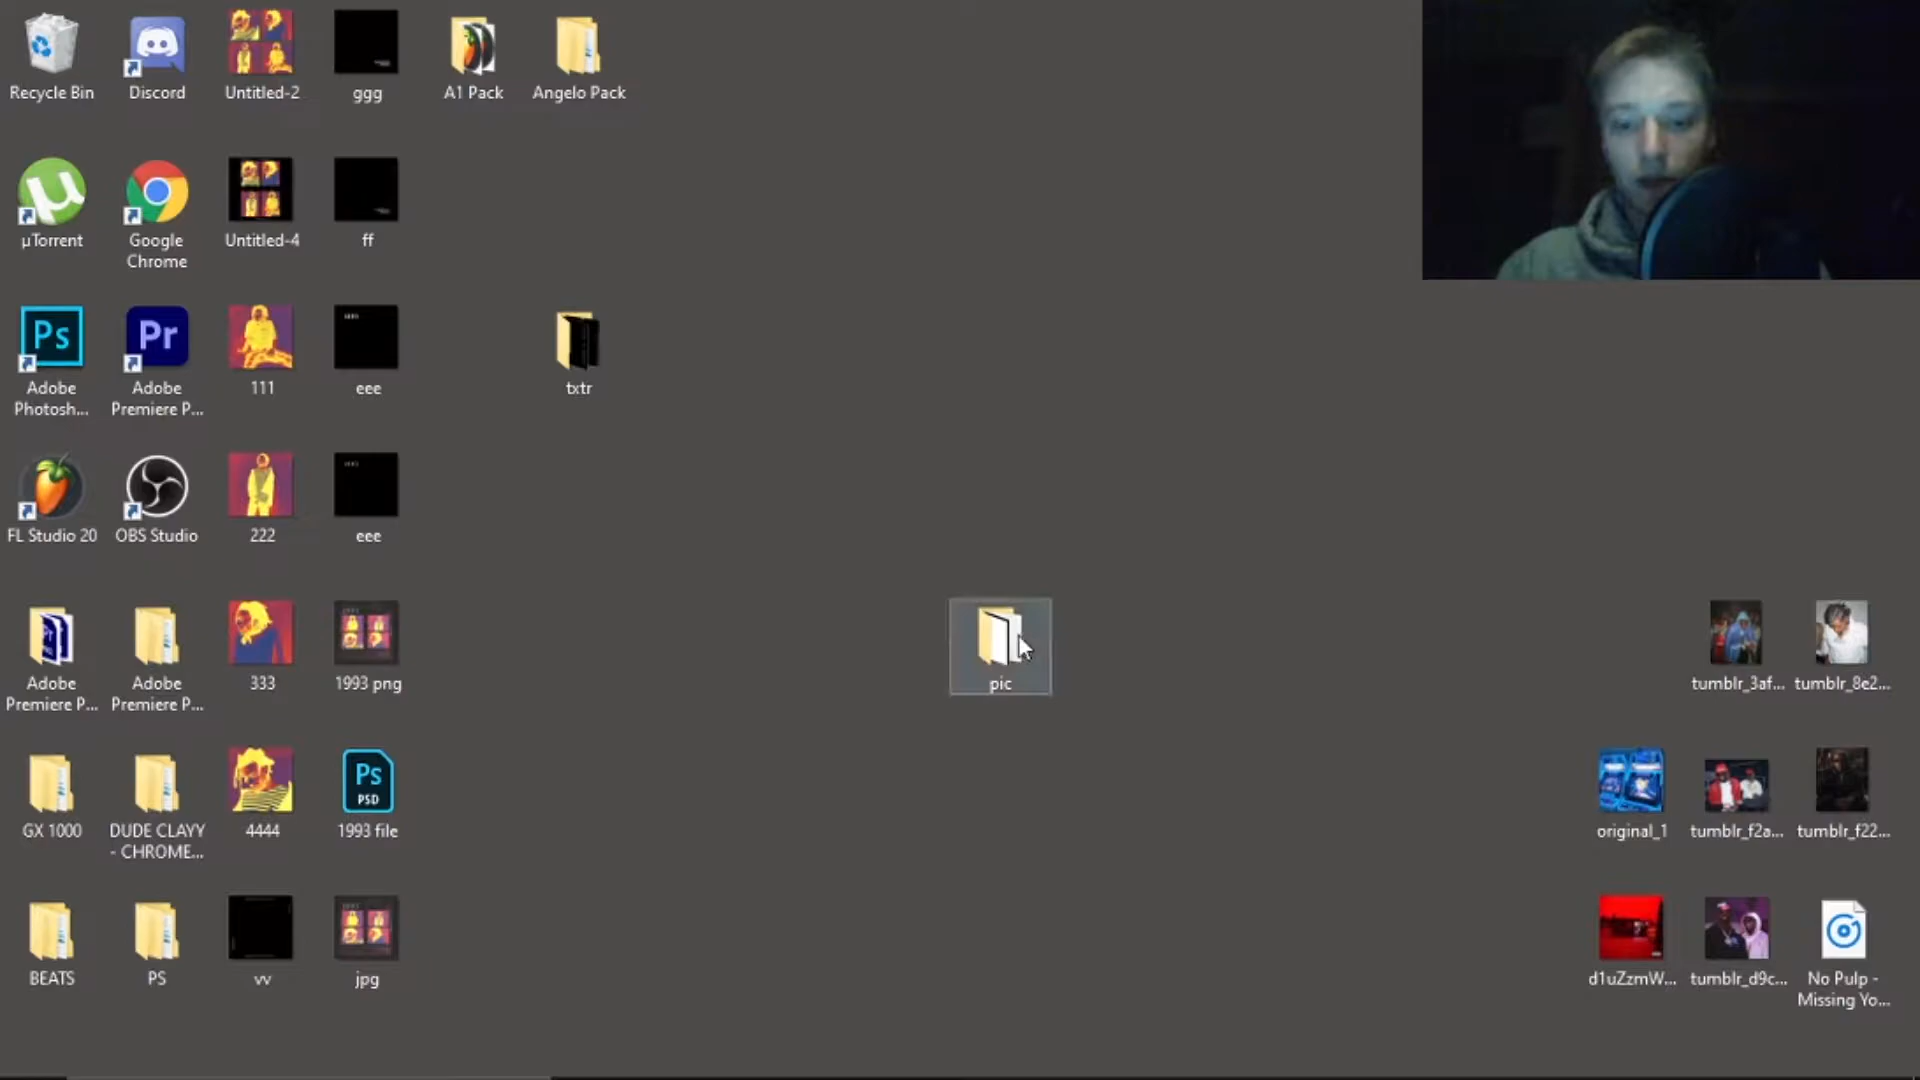 Recycle Bin
Discord
Untitled-2
ggg
A1 Pack
Angelo Pack
µTorrent
Google
Chrome
Untitled-4
ff
Ps
Adobe
Photosh...
Pr
Adobe
Premiere P...
111
eee
txtr
FL Studio 20
OBS Studio
222
eee
Adobe
Premiere P...
Adobe
Premiere P...
333
1993 png
pic
tumblr_3af...
tumblr_8e2...
GX 1000
DUDE CLAYY
- CHROME...
4444
Ps
PSD
1993 file
original_1
tumblr_f2a...
tumblr_f22...
BEATS
PS
vv
jpg
d1uZzmW...
tumblr_d9c...
No Pulp -
Missing Yo...